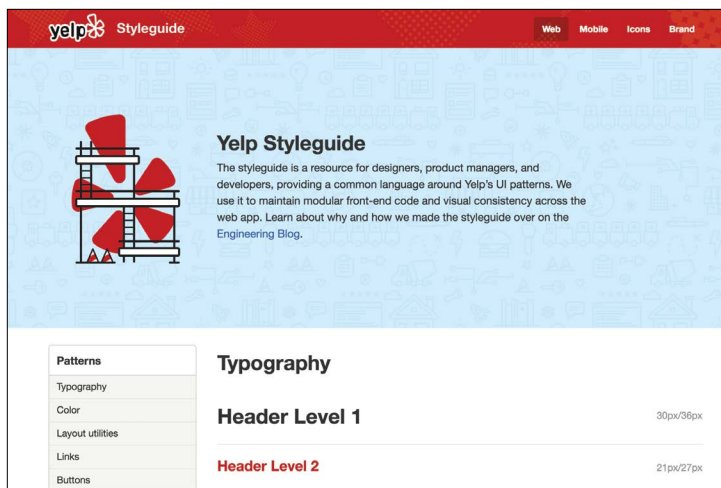 yelp Styleguide
Web Mobile Icons Brand
Yelp Styleguide
The styleguide is a resource for designers, product managers, and
developers, providing a common language around Yelp's UI patterns. We
use it to maintain modular front-end code and visual consistency across the
web app. Learn about why and how we made the styleguide over on the
Engineering Blog.
Patterns
Typography
Color
Layout utilities
Links
Buttons
Typography
Header Level 1 30px/36px
Header Level 2 21px/27px